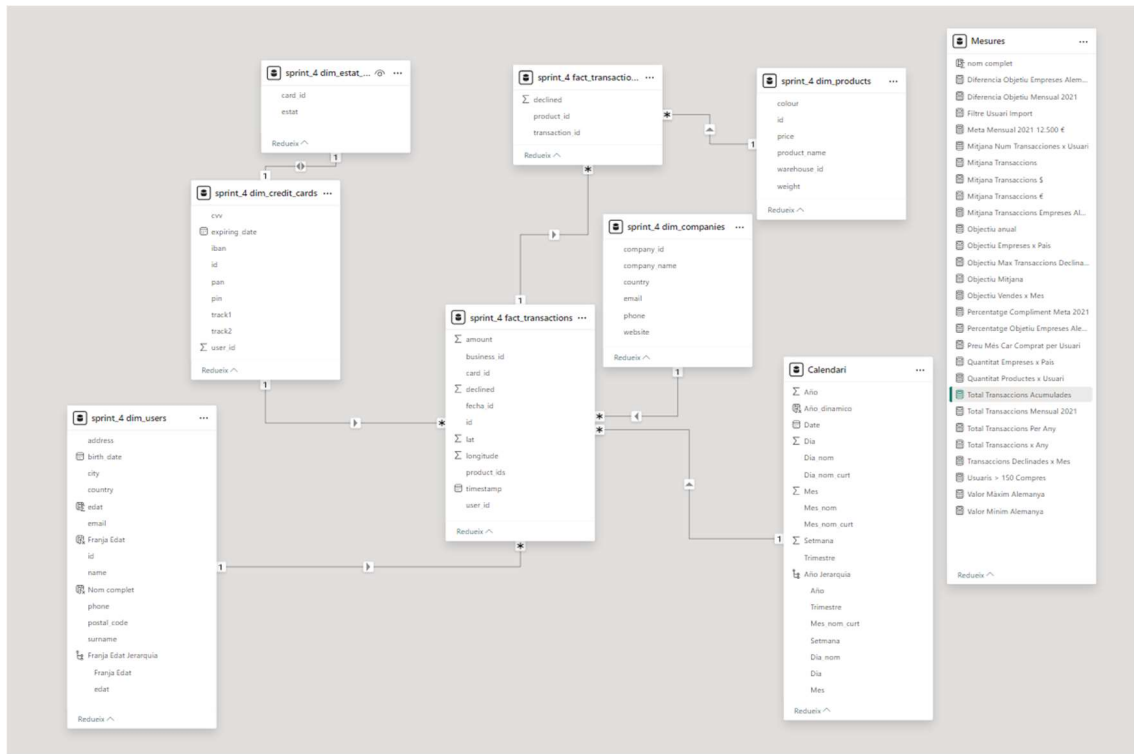 sprint_4 dim_estat_...
card_id
estat
Redueix
1
1
sprint_4 dim_credit_cards
cvv
expiring_date
iban
id
pan
pin
track1
track2
user_id
Redueix
1
sprint_4 dim_users
address
birth_date
city
country
edat
email
Franja Edat
id
name
Nom complet
phone
postal_code
surname
Franja Edat Jerarquia
Franja Edat
edat
Redueix
1
sprint_4 fact_transactio...
declined
product_id
transaction_id
Redueix
*
*
1
sprint_4 dim_products
colour
id
price
product_name
warehouse_id
weight
Redueix
1
sprint_4 dim_companies
company_id
company_name
country
email
phone
website
Redueix
1
sprint_4 fact_transactions
amount
business_id
card_id
declined
fecha_id
id
lat
longitude
product_ids
timestamp
user_id
Redueix
*
*
*
*
Calendari
Año
Año_dinamico
Date
Dia
Dia_nom
Dia_nom_curt
Mes
Mes_nom
Mes_nom_curt
Setmana
Trimestre
Año Jerarquia
Año
Trimestre
Mes_nom_curt
Setmana
Dia_nom
Dia
Mes
Redueix
1
Mesures
nom complet
Diferencia Objetiu Empreses Alem...
Diferencia Objetiu Mensual 2021
Filtre Usuari Import
Meta Mensual 2021 12.500 €
Mitjana Num Transacciones x Usuari
Mitjana Transaccions
Mitjana Transaccions $
Mitjana Transaccions €
Mitjana Transaccions Empreses Al...
Objectiu anual
Objectiu Empreses x Pais
Objectiu Max Transaccions Declina...
Objectiu Mitjana
Objectiu Vendes x Mes
Percentatge Compliment Meta 2021
Percentatge Objetiu Empreses Ale...
Preu Més Car Comprat per Usuari
Quantitat Empreses x Pais
Quantitat Productes x Usuari
Total Transaccions Acumulades
Total Transaccions Mensual 2021
Total Transaccions Per Any
Total Transaccions x Any
Transaccions Declinades x Mes
Usuaris > 150 Compres
Valor Màxim Alemanya
Valor Mínim Alemanya
Redueix